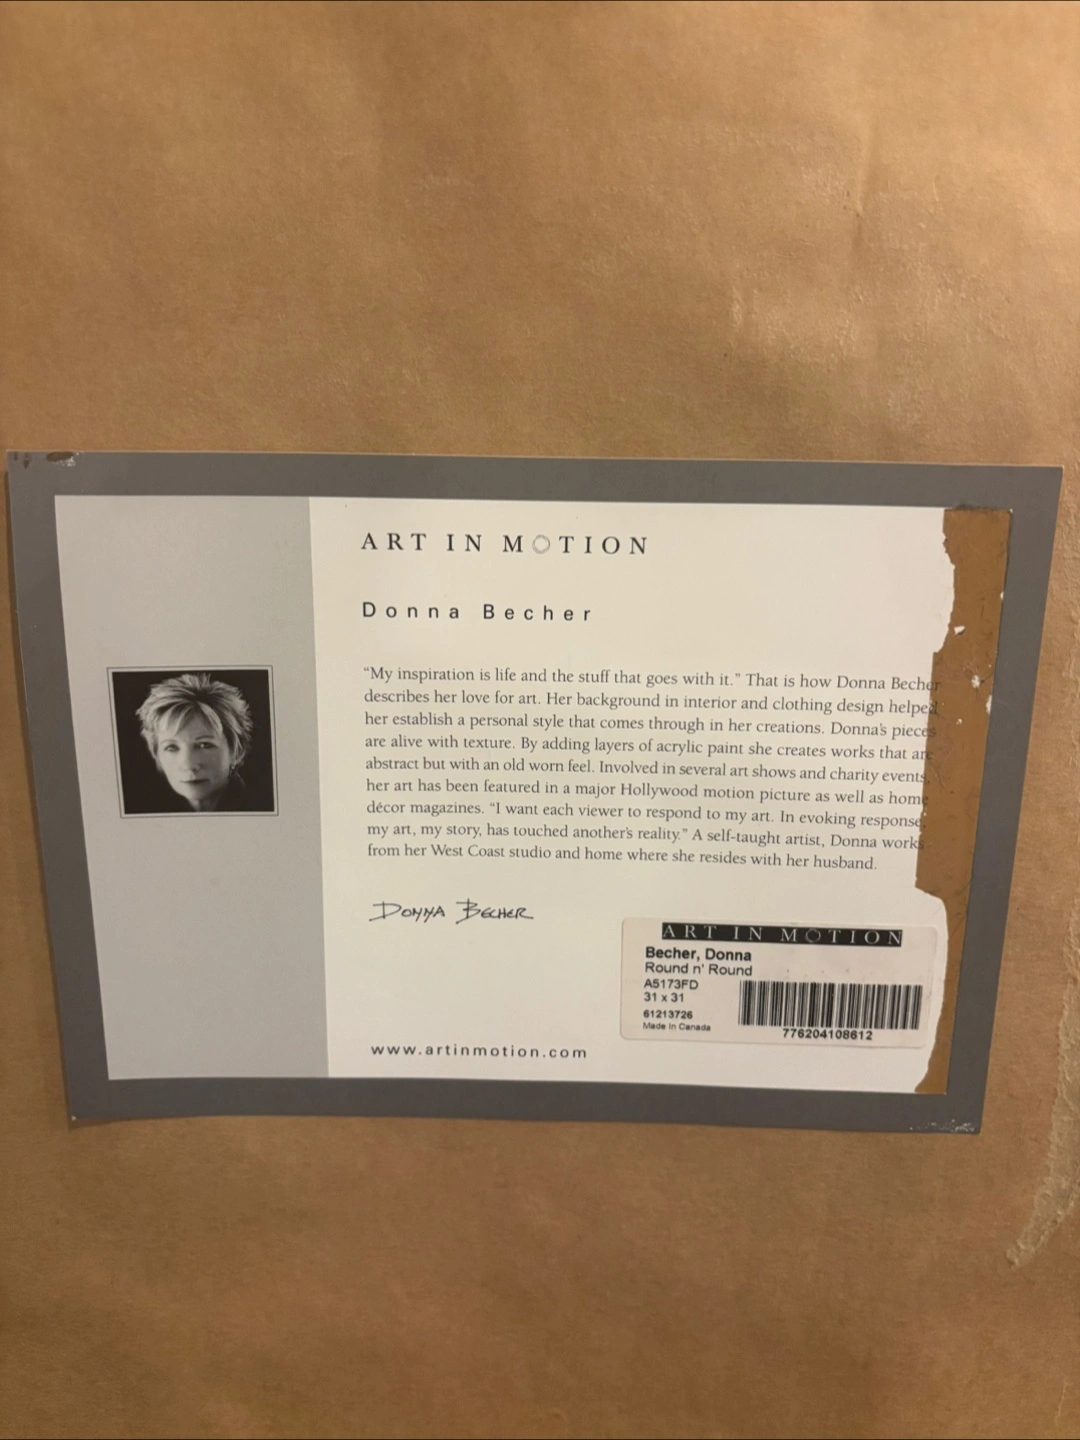 ART IN MOTION
Donna Becher
“My inspiration is life and the stuff that goes with it.” That is how Donna Becher
describes her love for art. Her background in interior and clothing design helped
her establish a personal style that comes through in her creations. Donna's pieces
are alive with texture. By adding layers of acrylic paint she creates works that are
abstract but with an old worn feel. Involved in several art shows and charity events,
her art has been featured in a major Hollywood motion picture as well as home
décor magazines. “I want each viewer to respond to my art. In evoking response,
my art, my story, has touched another's reality.” A self-taught artist, Donna works
from her West Coast studio and home where she resides with her husband.
DONNA BECHER
ART IN MOTION
Becher, Donna
Round n' Round
A5173FD
31 x 31
61213726
Made in Canada
776204108612
www.artinmotion.com